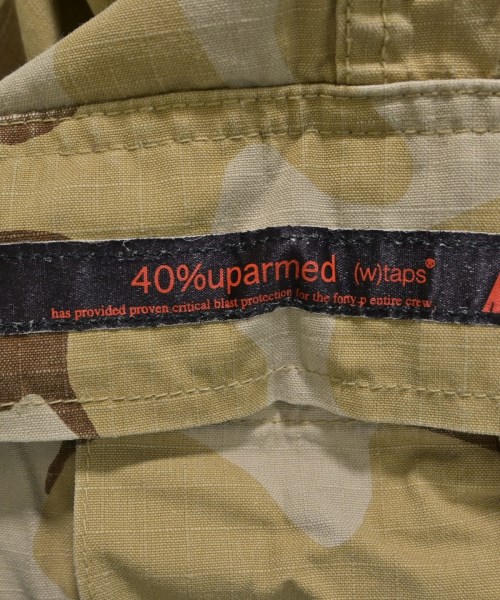 40%uparmed (w)taps®
has provided proven critical blast protection for the forty p entire crew.